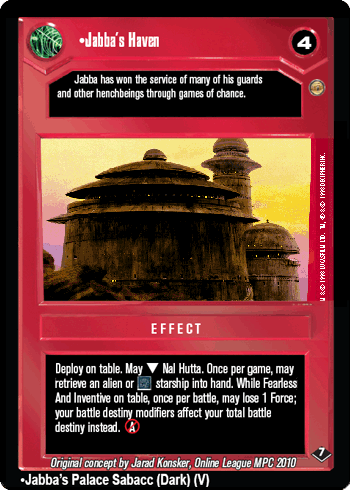 •Jabba's Haven
4
Jabba has won the service of many of his guards
and other henchbeings through games of chance.
EFFECT
Deploy on table. May ▼ Nal Hutta. Once per game, may
retrieve an alien or starship into hand. While Fearless
And Inventive on table, once per battle, may lose 1 Force;
your battle destiny modifiers affect your total battle
destiny instead. A
7
Original concept by Jarad Konsker, Online League MPC 2010
•Jabba's Palace Sabacc (Dark) (V)